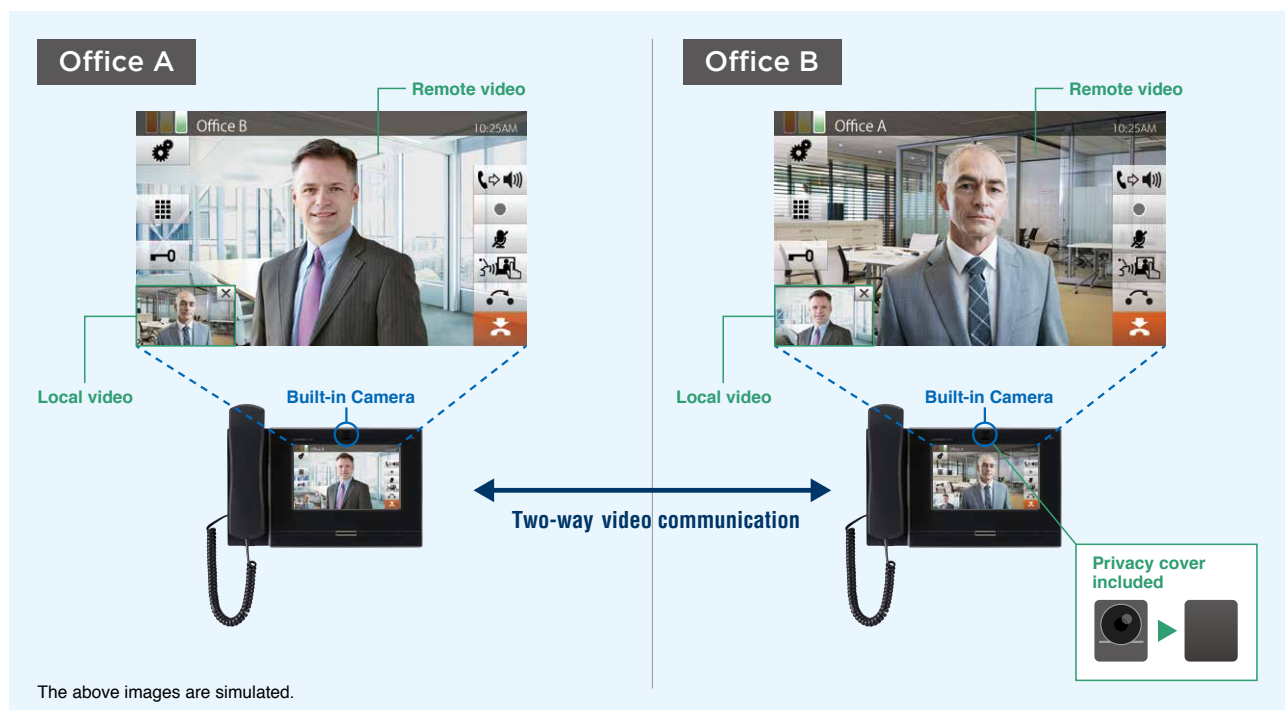 Office A
Office B
Remote video
Remote video
Office B
10:25AM
Office A
10:25AM
Local video
Built-in Camera
Local video
Built-in Camera
Two-way video communication
Privacy cover
included
The above images are simulated.